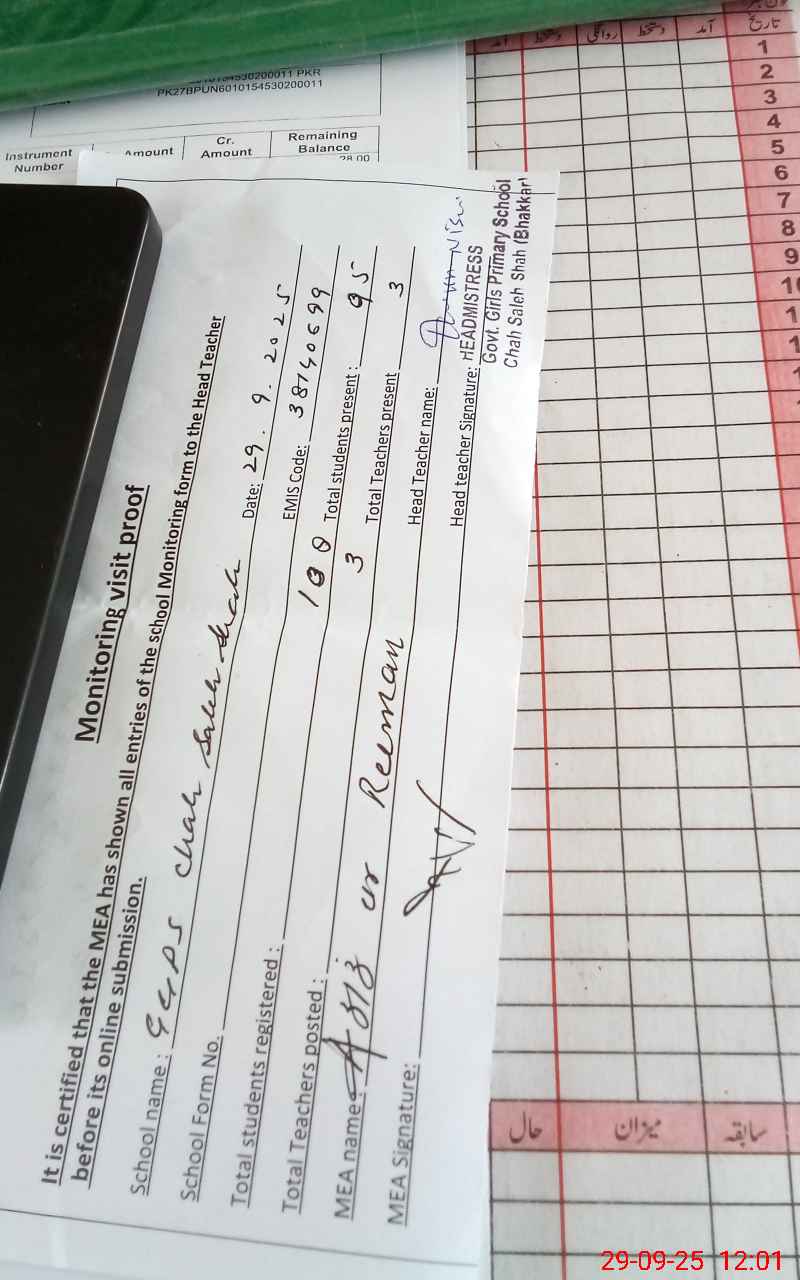 PK27BPUN6010154530200011
Instrument Number
Amount
Cr. Amount
Remaining Balance
28.00
Monitoring visit proof
It is certified that the MEA has shown all entries of the school Monitoring form to the Head Teacher
before its online submission.
School name: GGPS Chah Saleh Shah Date: 29.9.2025
School Form No. EMIS Code: 38140699
Total students registered: 100 Total students present: 95
Total Teachers posted: 3 Total Teachers present 3
MEA name: Aziz ur Reeman Head Teacher name:
MEA Signature: Head teacher Signature: HEADMISTRESS
Govt. Girls Primary School
Chah Saleh Shah (Bhakkar)
تاریخ آمد دستخط روانگی دستخط آمد
1
2
3
4
5
6
7
8
9
10
سابقہ میزان حال
29-09-25 12:01